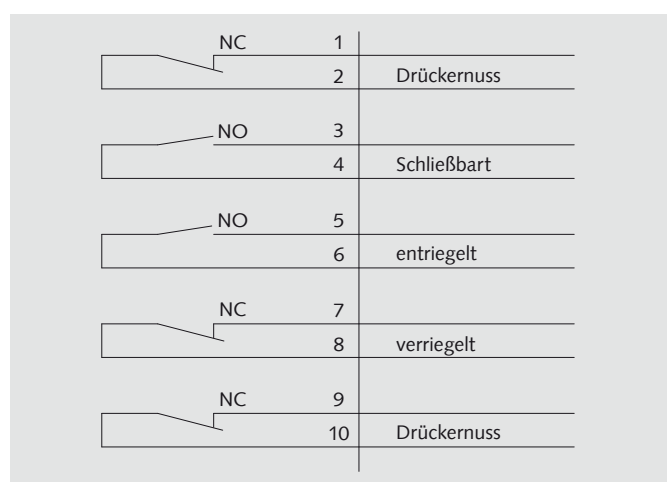 NC 1
2 Drückernuss
NO 3
4 Schließbart
NO 5
6 entriegelt
NC 7
8 verriegelt
NC 9
10 Drückernuss